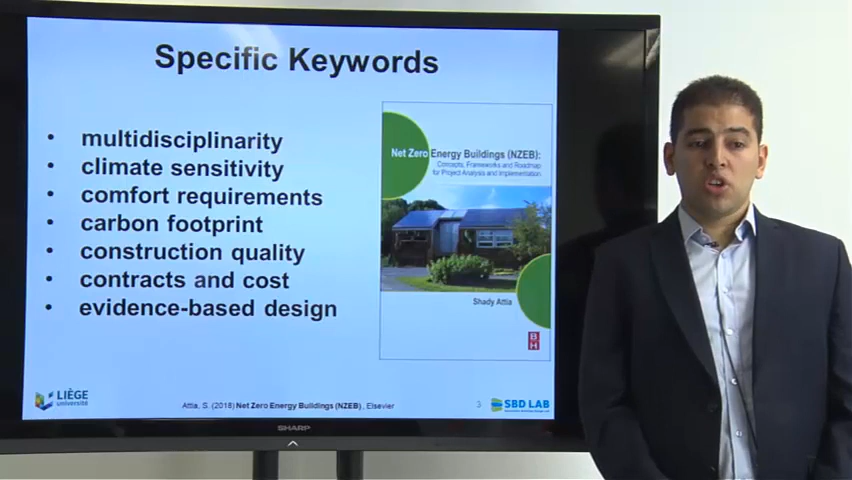 Specific Keywords
• multidisciplinarity
• climate sensitivity
• comfort requirements
• carbon footprint
• construction quality
• contracts and cost
• evidence-based design
Net Zero Energy Buildings (NZEB):
Concepts, Frameworks and Roadmap
for Project Analysis and Implementation
Shady Attia
B
H
LIÈGE
université
Attia, S. (2018) Net Zero Energy Buildings (NZEB) , Elsevier
3
SBD LAB
SHARP